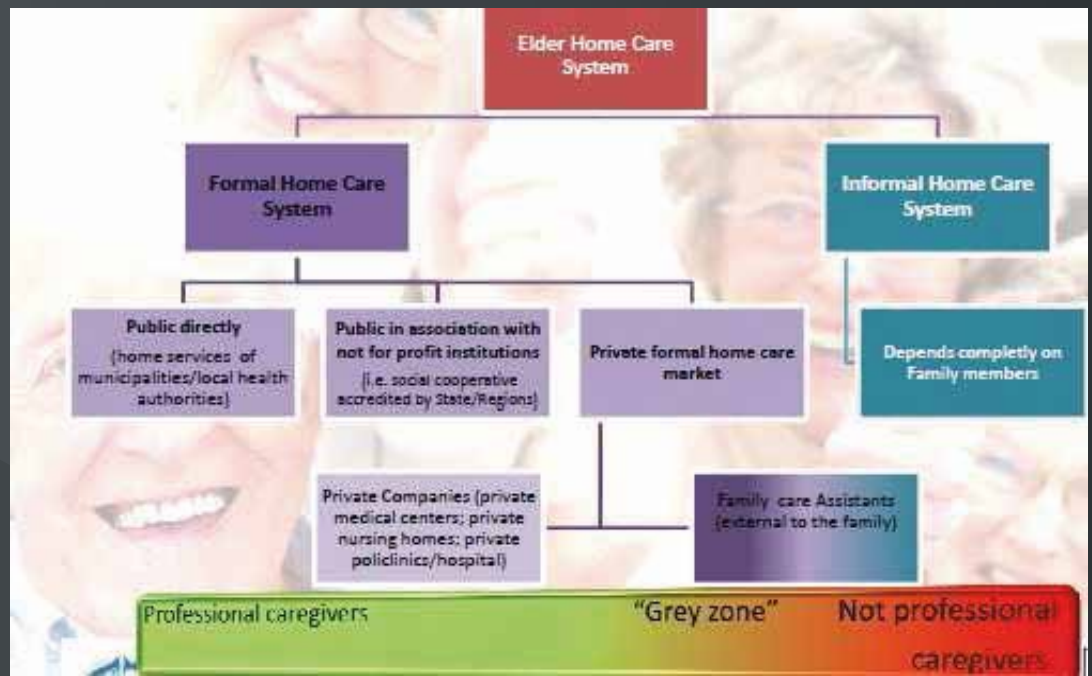 Elder Home Care
System
Formal Home Care
System
Informal Home Care
System
Public directly
(home services of
municipalities/local health
authorities)
Public in association with
not for profit institutions
(i.e. social cooperative
accredited by State/Regions)
Private formal home care
market
Depends completly on
Family members
Private Companies (private
medical centers; private
nursing homes; private
policlinics/hospital)
Family care Assistants
(external to the family)
Professional caregivers
"Grey zone"
Not professional
caregivers